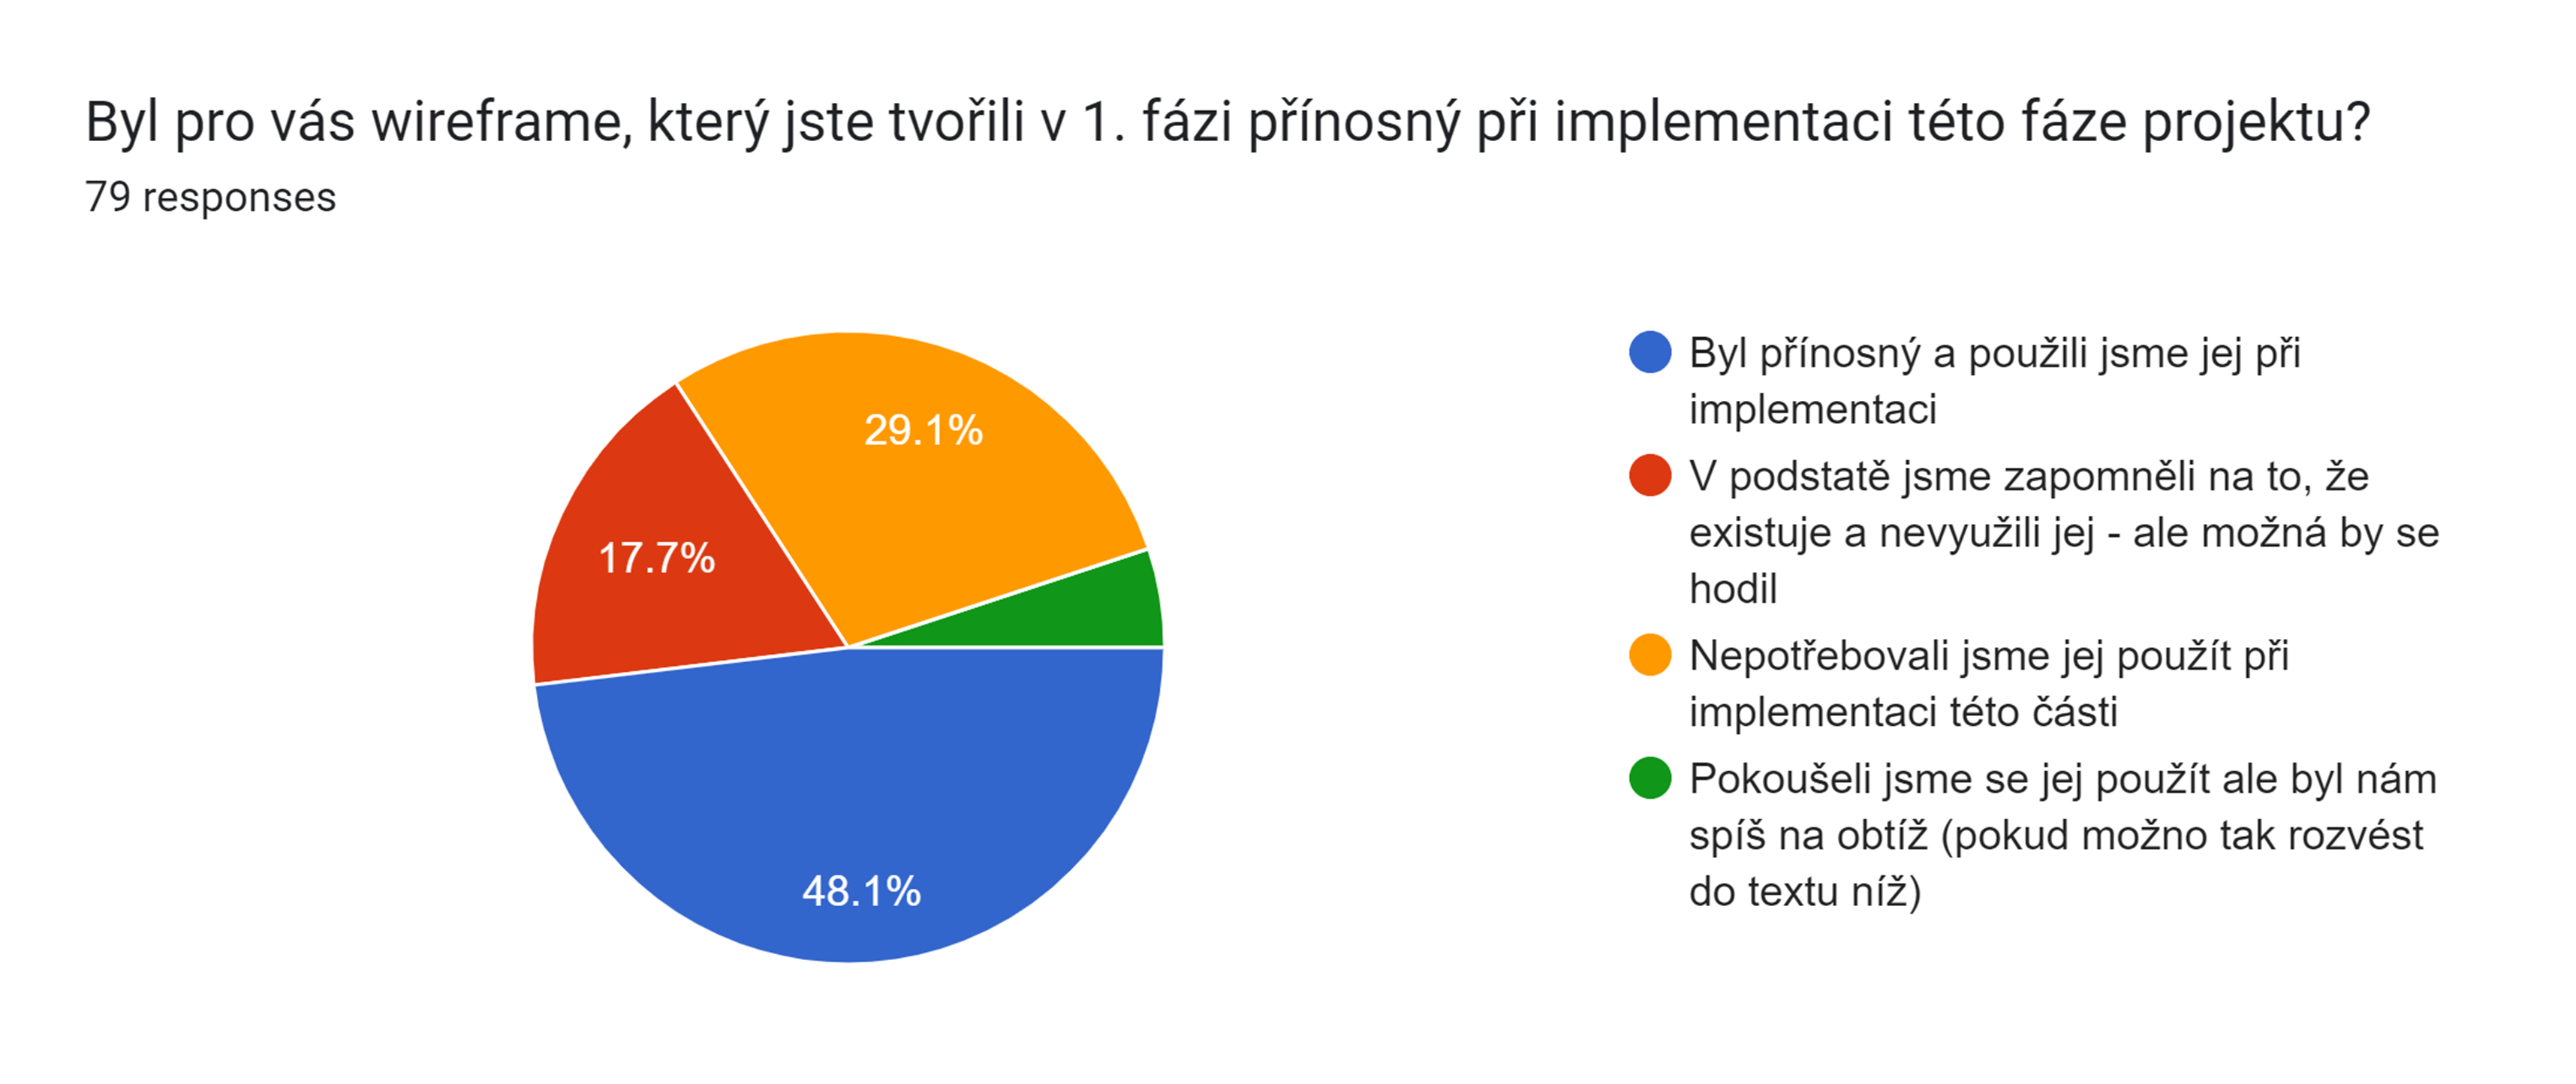 Byl pro vás wireframe, který jste tvořili v 1. fázi přínosný při implementaci této fáze projektu?
79 responses
29.1%
17.7%
48.1%
Byl přínosný a použili jsme jej při
implementaci
V podstatě jsme zapomněli na to, že
existuje a nevyužili jej - ale možná by se
hodil
Nepotřebovali jsme jej použít při
implementaci této části
Pokoušeli jsme se jej použít ale byl nám
spíš na obtíž (pokud možno tak rozvést
do textu níž)